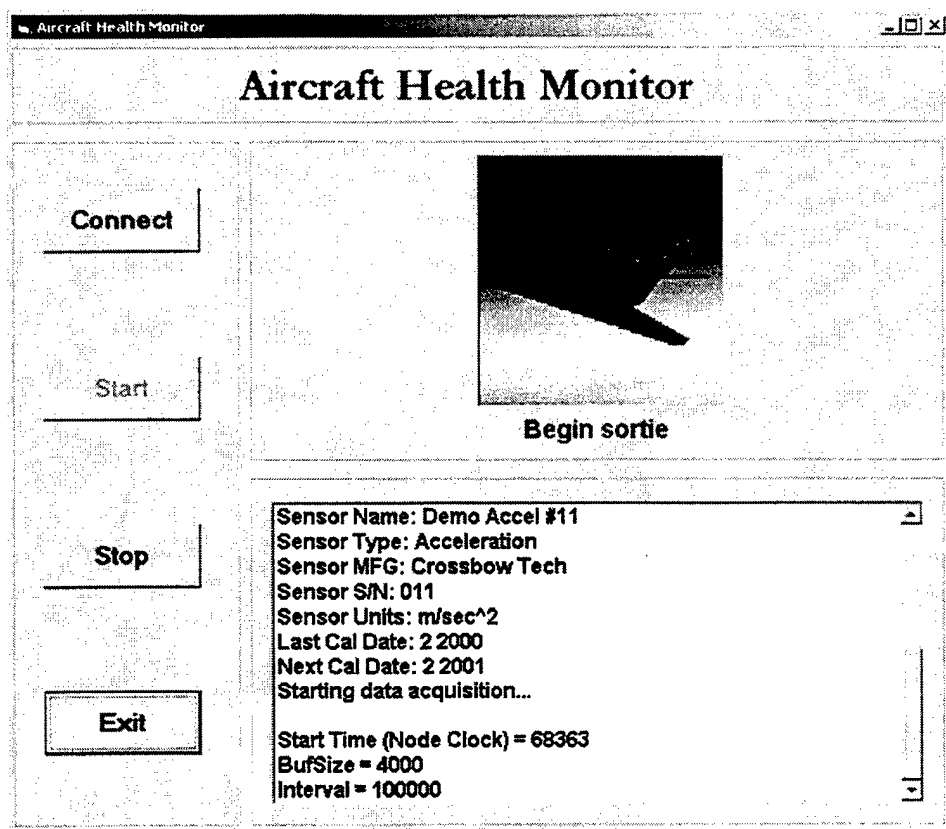 Aircraft Health Monitor
Aircraft Health Monitor
Connect
Start
Stop
Exit
Begin sortie
Sensor Name: Demo Accel #11
Sensor Type: Acceleration
Sensor MFG: Crossbow Tech
Sensor S/N: 011
Sensor Units: m/sec^2
Last Cal Date: 2 2000
Next Cal Date: 2 2001
Starting data acquisition...
Start Time (Node Clock) = 68363
BufSize = 4000
Interval = 100000